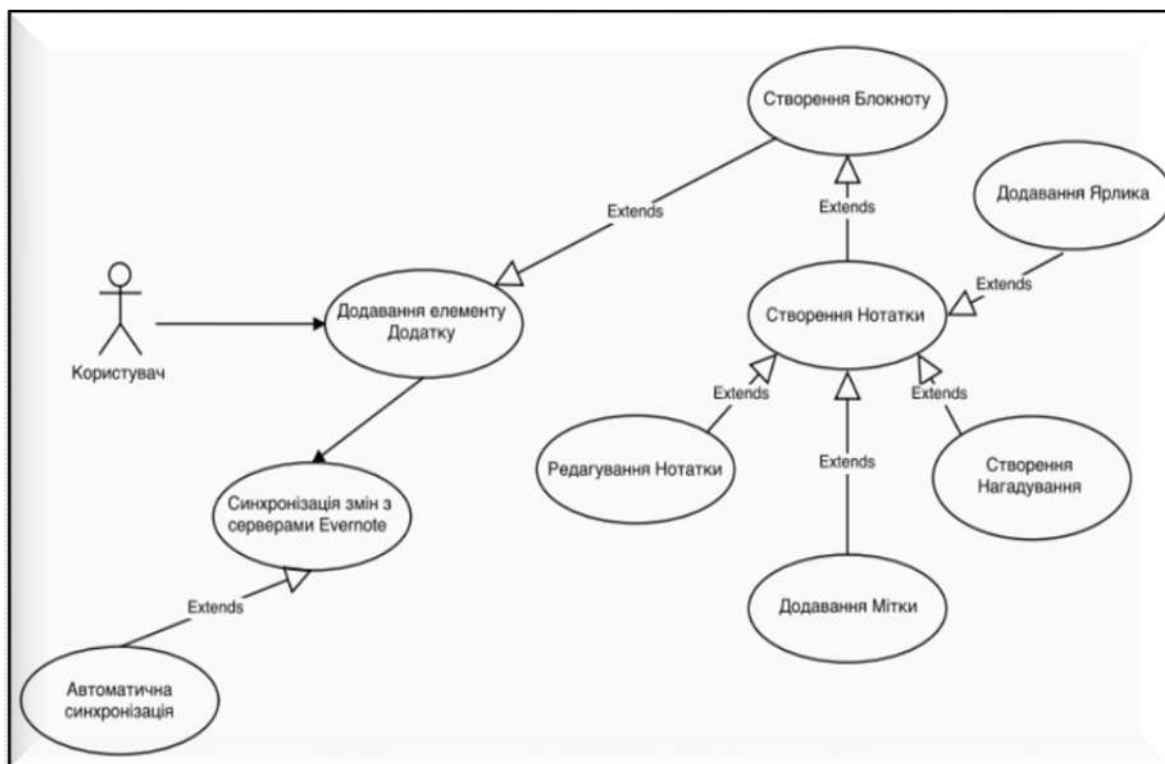 Створення Блокноту
Extends
Extends
Додавання Ярлика
Extends
Додавання елементу
Додатку
Створення Нотатки
Користувач
Extends
Extends
Extends
Редагування Нотатки
Створення
Нагадування
Синхронізація змін з
серверами Evernote
Extends
Додавання Мітки
Автоматична
синхронізація